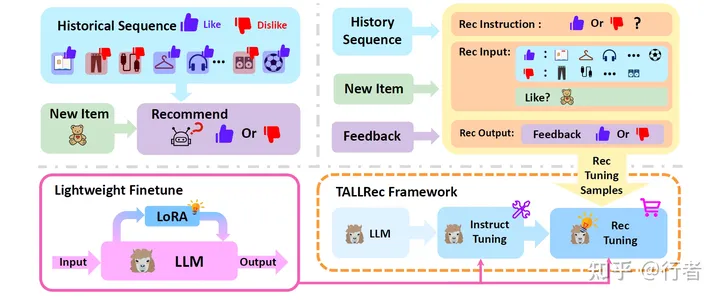 Historical Sequence Like Dislike
New Item
Recommend
Or
History
Sequence
New Item
Feedback
Rec Instruction : Or ?
Rec Input:
:
:
Like?
Rec Output: Feedback Or
Rec
Tuning
Samples
Lightweight Finetune
LoRA
Input
LLM
Output
TALLRec Framework
LLM
Instruct
Tuning
Rec
Tuning
知乎 @行者